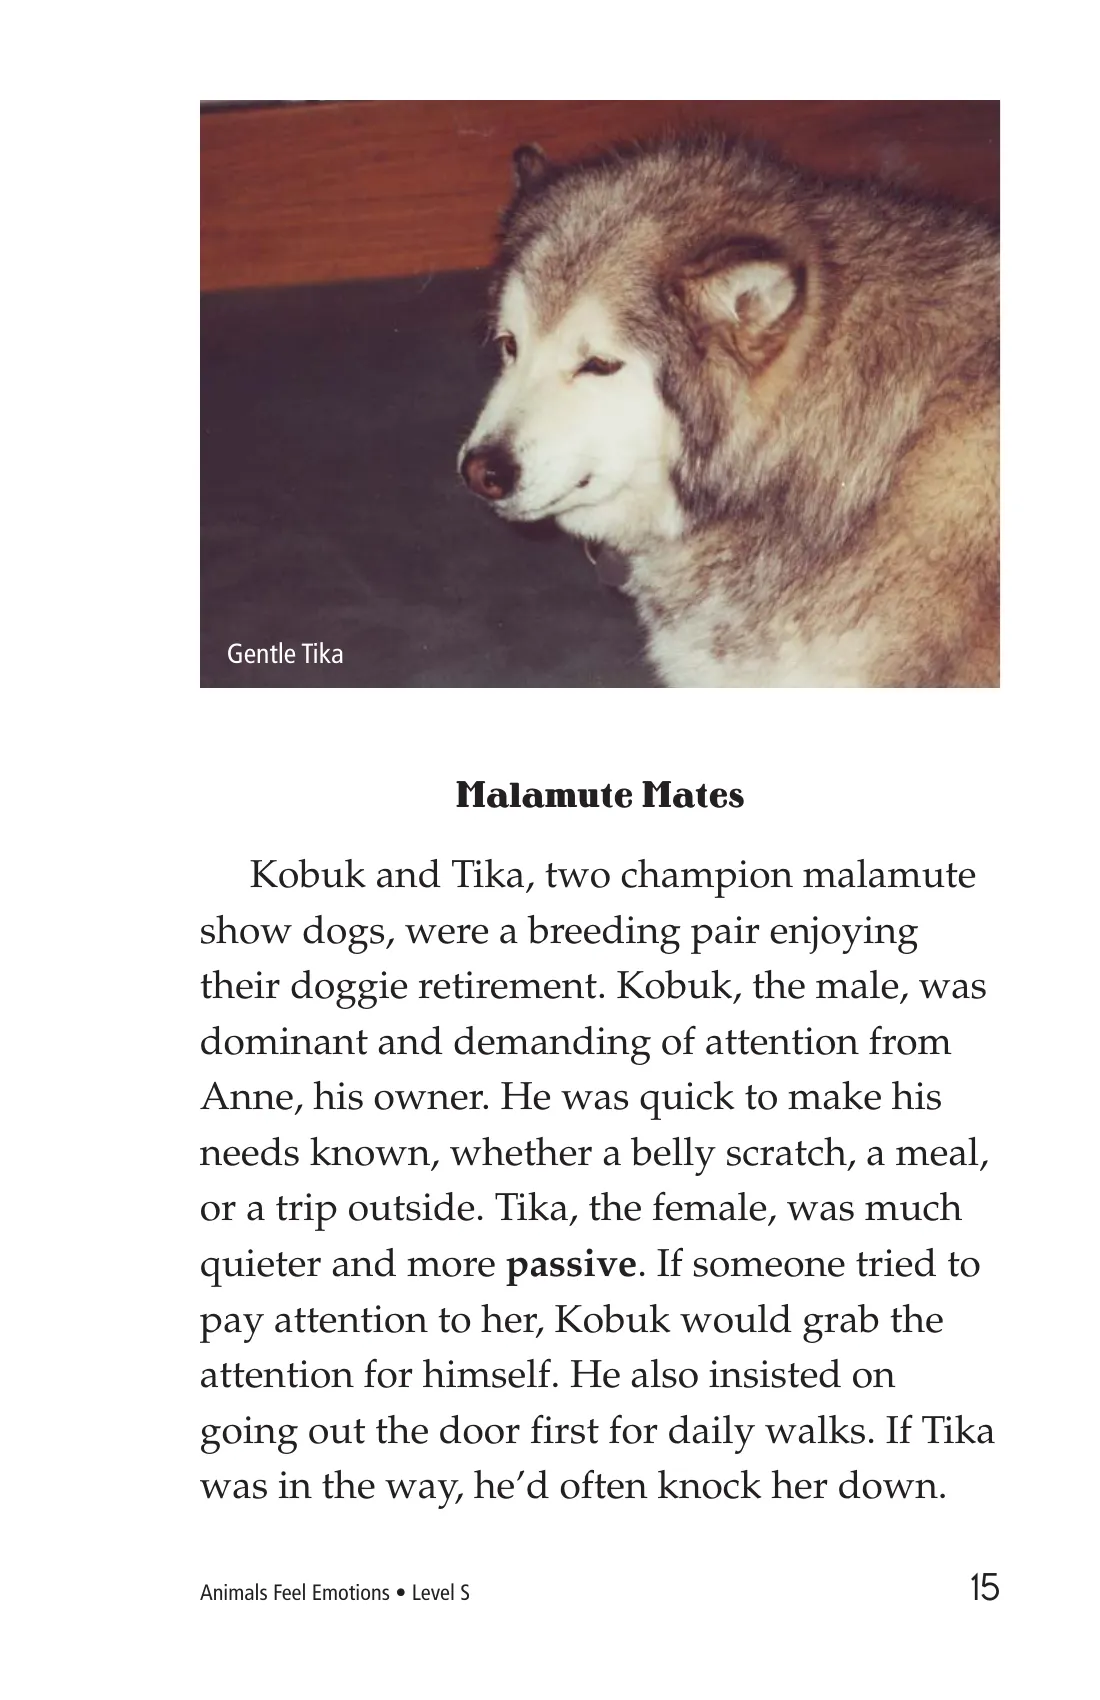 Gentle Tika
Malamute Mates
Kobuk and Tika, two champion malamute
show dogs, were a breeding pair enjoying
their doggie retirement. Kobuk, the male, was
dominant and demanding of attention from
Anne, his owner. He was quick to make his
needs known, whether a belly scratch, a meal,
or a trip outside. Tika, the female, was much
quieter and more passive. If someone tried to
pay attention to her, Kobuk would grab the
attention for himself. He also insisted on
going out the door first for daily walks. If Tika
was in the way, he’d often knock her down.
Animals Feel Emotions • Level S
15